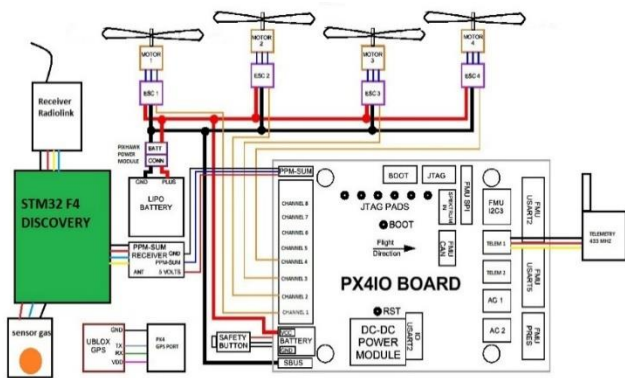 MOTOR
1
MOTOR
2
MOTOR
3
MOTOR
4
ESC 1
ESC 2
ESC 3
ESC 4
Receiver
Radiolink
PIXHAWK
POWER
MODULE
BATT
CONN
GND
PLUS
LIPO
BATTERY
STM32 F4
DISCOVERY
PPM-SUM
RECEIVER
GND
PPM-SUM
ANT
5 VOLTS
sensor gas
UBLOX
GPS
GND
TX
RX
VDD
PX4
GPS PORT
PPM-SUM
CHANNEL 8
CHANNEL 7
CHANNEL 6
CHANNEL 5
CHANNEL 4
CHANNEL 3
CHANNEL 2
CHANNEL 1
SAFETY
BUTTON
VCC
BATTERY
GND
SBUS
BOOT
JTAG
JTAG PADS
BOOT
Flight
Direction
PX4IO BOARD
RST
DC-DC
POWER
MODULE
IO
USART2
SPEKTRUM
IN
FMU SPI
FMU
CAN
FMU
I2C3
TELEM 1
TELEM 2
AC 1
AC 2
FMU
USART2
FMU
USART5
FMU
PRES
TELEMETRY
433 MHZ